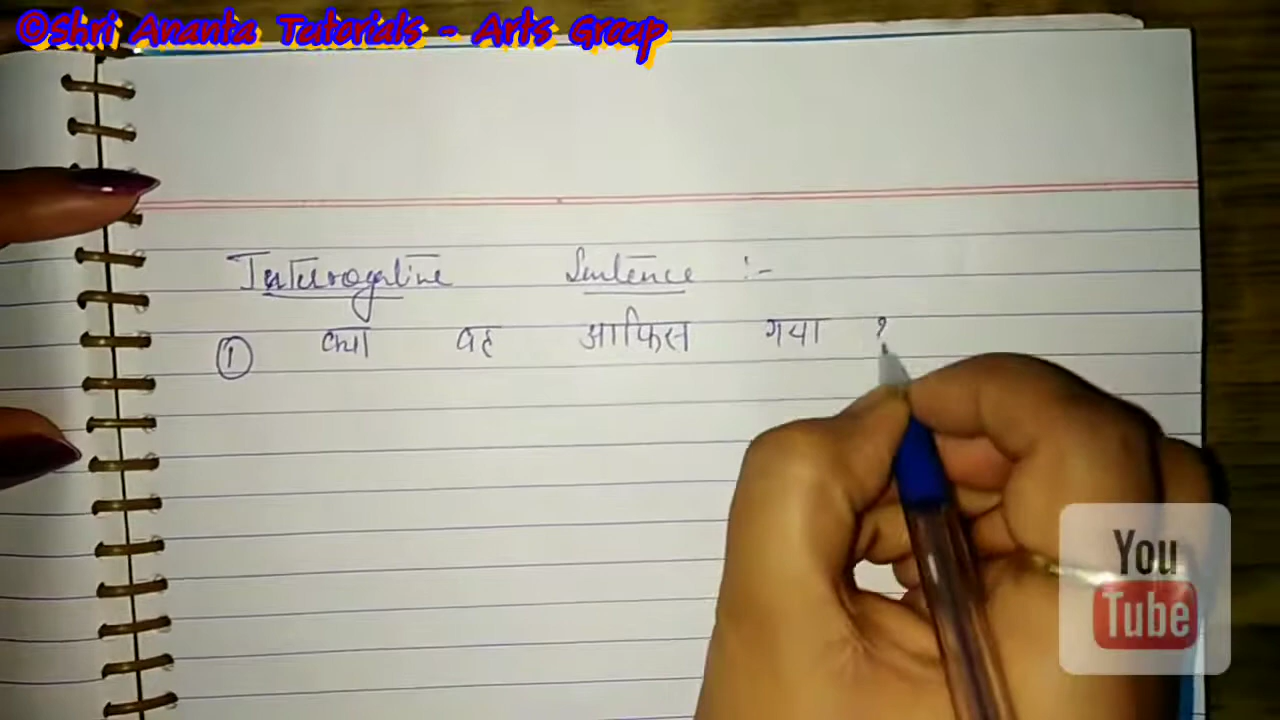 ©Shri Ananta Tutorials - Arts Group
Interrogative Sentence :-
① क्या वह आफिस गया ?
You
Tube